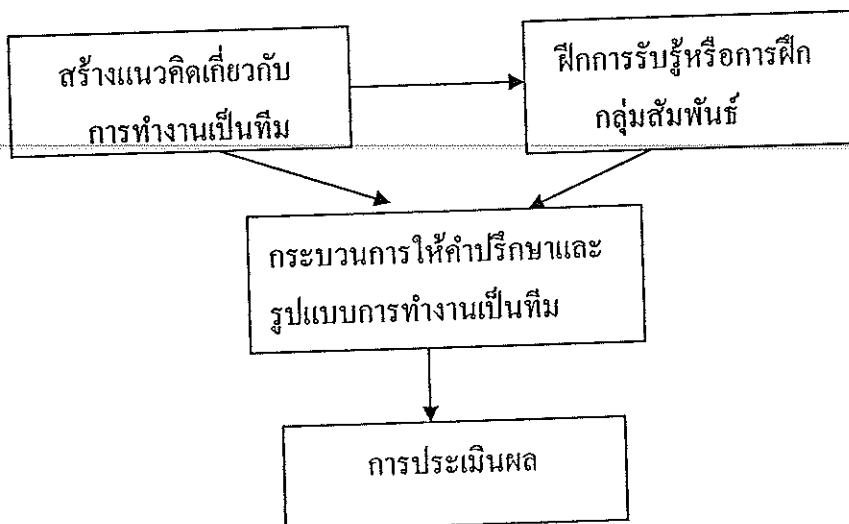 สร้างแนวคิดเกี่ยวกับ
การทำงานเป็นทีม
ฝึกการรับรู้หรือการฝึก
กลุ่มสัมพันธ์
กระบวนการให้คำปรึกษาและ
รูปแบบการทำงานเป็นทีม
การประเมินผล